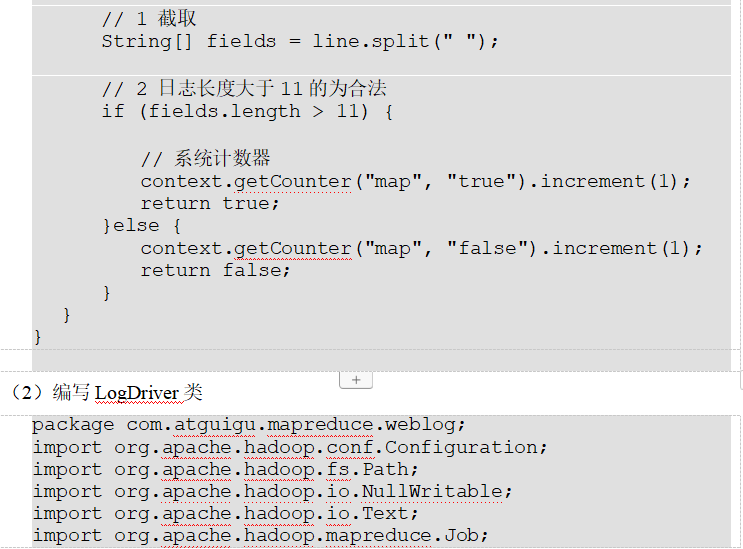 // 1 截取
String[] fields = line.split(" ");
// 2 日志长度大于 11 的为合法
if (fields.length > 11) {
// 系统计数器
context.getCounter("map", "true").increment(1);
return true;
}else {
context.getCounter("map", "false").increment(1);
return false;
}
}
}
（2）编写 LogDriver 类
package com.atguigu.mapreduce.weblog;
import org.apache.hadoop.conf.Configuration;
import org.apache.hadoop.fs.Path;
import org.apache.hadoop.io.NullWritable;
import org.apache.hadoop.io.Text;
import org.apache.hadoop.mapreduce.Job;